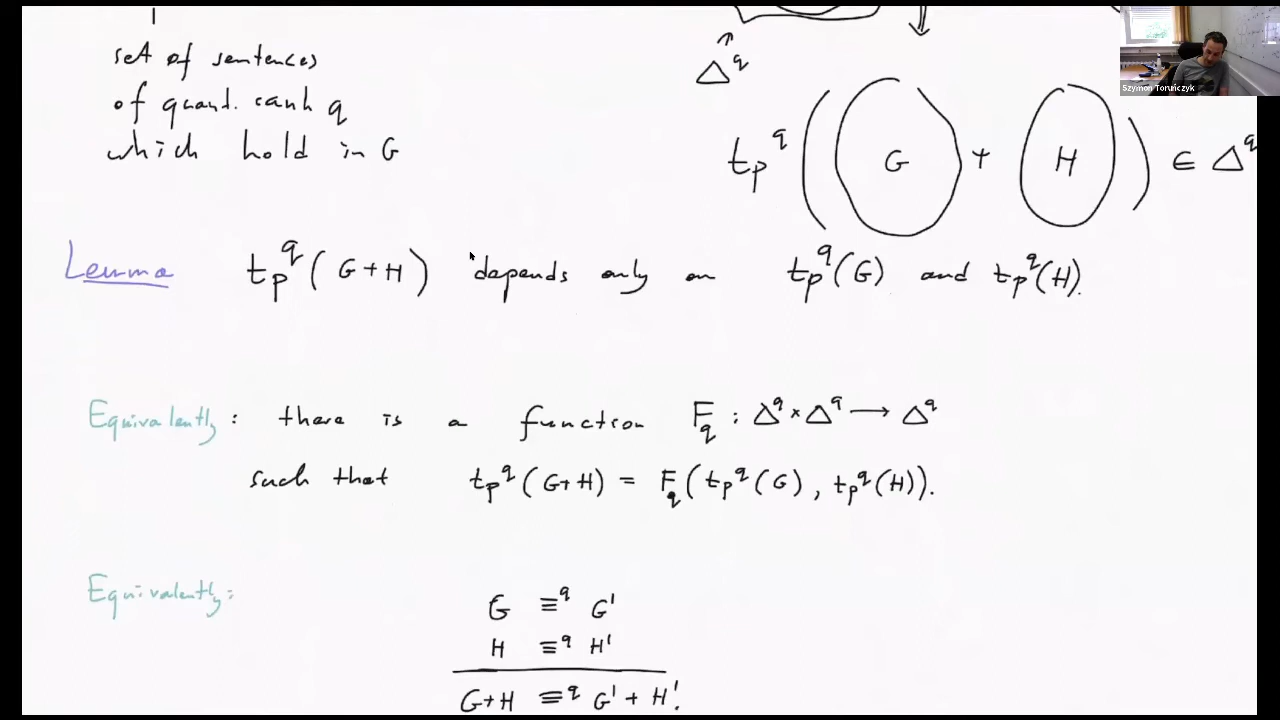 set of sentences
of quant. rank q
which hold in G
Δ^q
tp^q ( G + H ) ∈ Δ^q
Szymon Toruńczyk
Lemma tp^q ( G + H ) depends only on tp^q (G) and tp^q (H).
Equivalently : there is a function F_q : Δ^q × Δ^q → Δ^q
such that tp^q ( G+H ) = F_q ( tp^q (G) , tp^q (H) ).
Equivalently :
G ≡^q G'
H ≡^q H'
G+H ≡^q G' + H'.